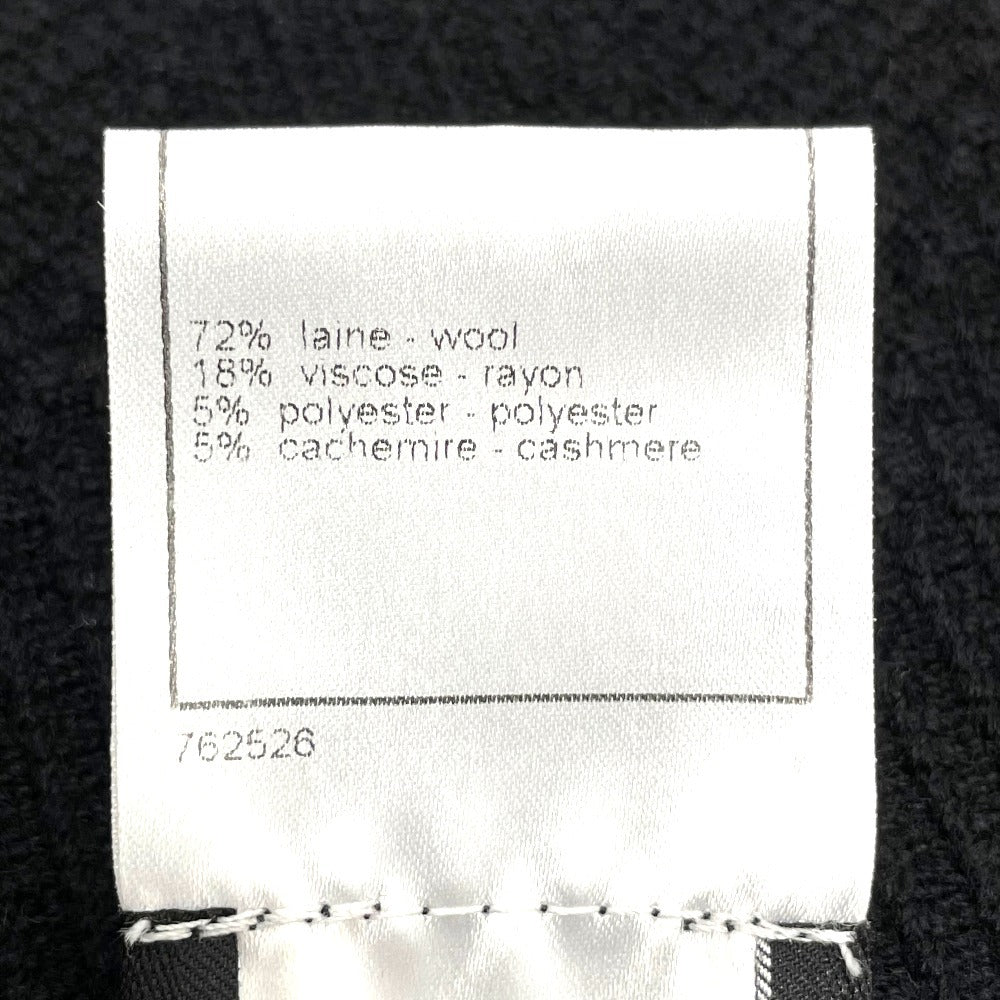 72% laine - wool
18% viscose - rayon
5% polyester - polyester
5% cachemire - cashmere
762526